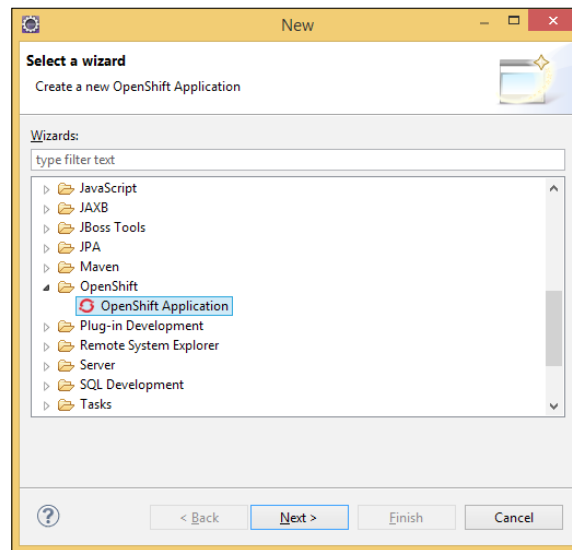 New
Select a wizard
Create a new OpenShift Application
Wizards:
type filter text
JavaScript
JAXB
JBoss Tools
JPA
Maven
OpenShift
OpenShift Application
Plug-in Development
Remote System Explorer
Server
SQL Development
Tasks
< Back Next > Finish Cancel